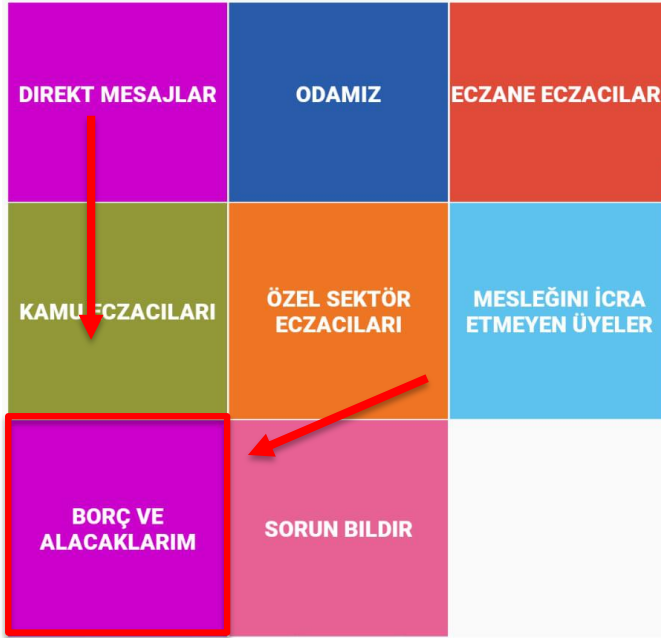 DIREKT MESAJLAR
ODAMIZ
ECZANE ECZACILAR
KAMU ECZACILARI
ÖZEL SEKTÖR
ECZACILARI
MESLEĞINI İCRA
ETMEYEN ÜYELER
BORÇ VE
ALACAKLARIM
SORUN BILDIR